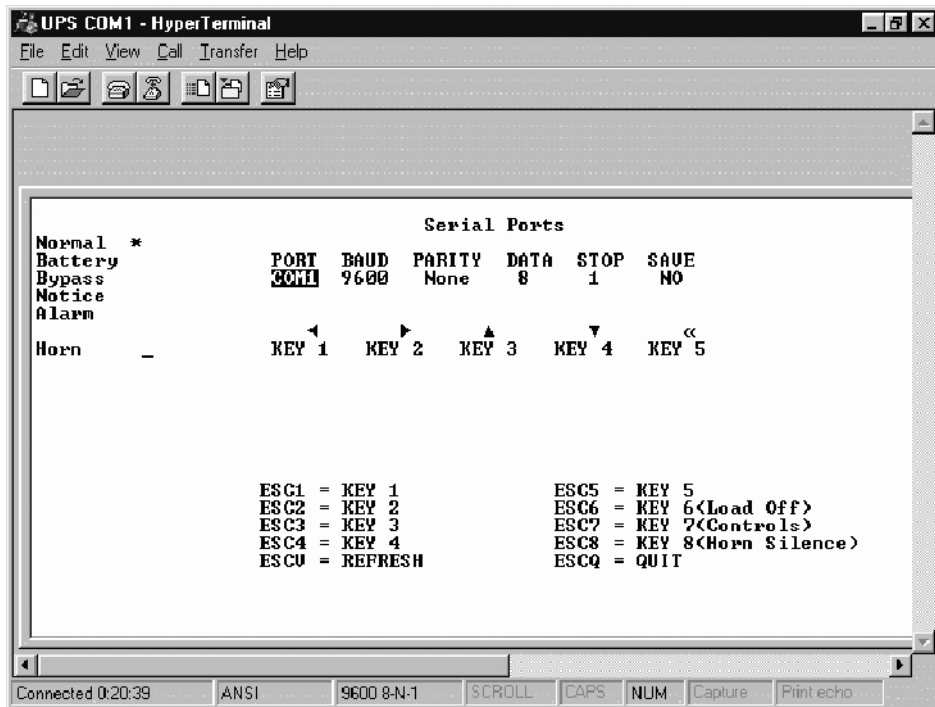 UPS COM1 - HyperTerminal
File Edit View Call Transfer Help
Serial Ports
Normal *
Battery PORT BAUD PARITY DATA STOP SAVE
Bypass COM1 9600 None 8 1 NO
Notice
Alarm
◄ ► ▲ ▼ «
Horn _ KEY 1 KEY 2 KEY 3 KEY 4 KEY 5
ESC1 = KEY 1 ESC5 = KEY 5
ESC2 = KEY 2 ESC6 = KEY 6(Load Off)
ESC3 = KEY 3 ESC7 = KEY 7(Controls)
ESC4 = KEY 4 ESC8 = KEY 8(Horn Silence)
ESCV = REFRESH ESCQ = QUIT
Connected 0:20:39 ANSI 9600 8-N-1 SCROLL CAPS NUM Capture Print echo